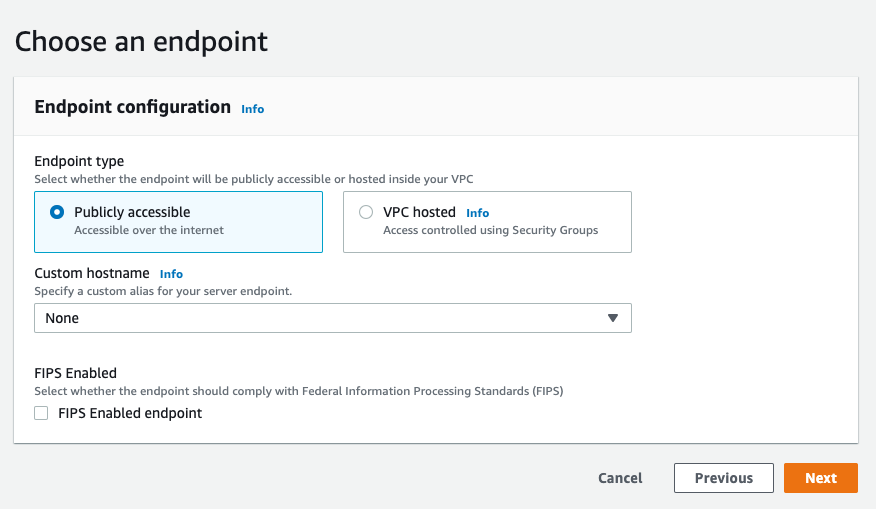 Choose an endpoint
Endpoint configuration Info
Endpoint type
Select whether the endpoint will be publicly accessible or hosted inside your VPC
Publicly accessible
Accessible over the internet
VPC hosted Info
Access controlled using Security Groups
Custom hostname Info
Specify a custom alias for your server endpoint.
None
FIPS Enabled
Select whether the endpoint should comply with Federal Information Processing Standards (FIPS)
FIPS Enabled endpoint
Cancel Previous Next